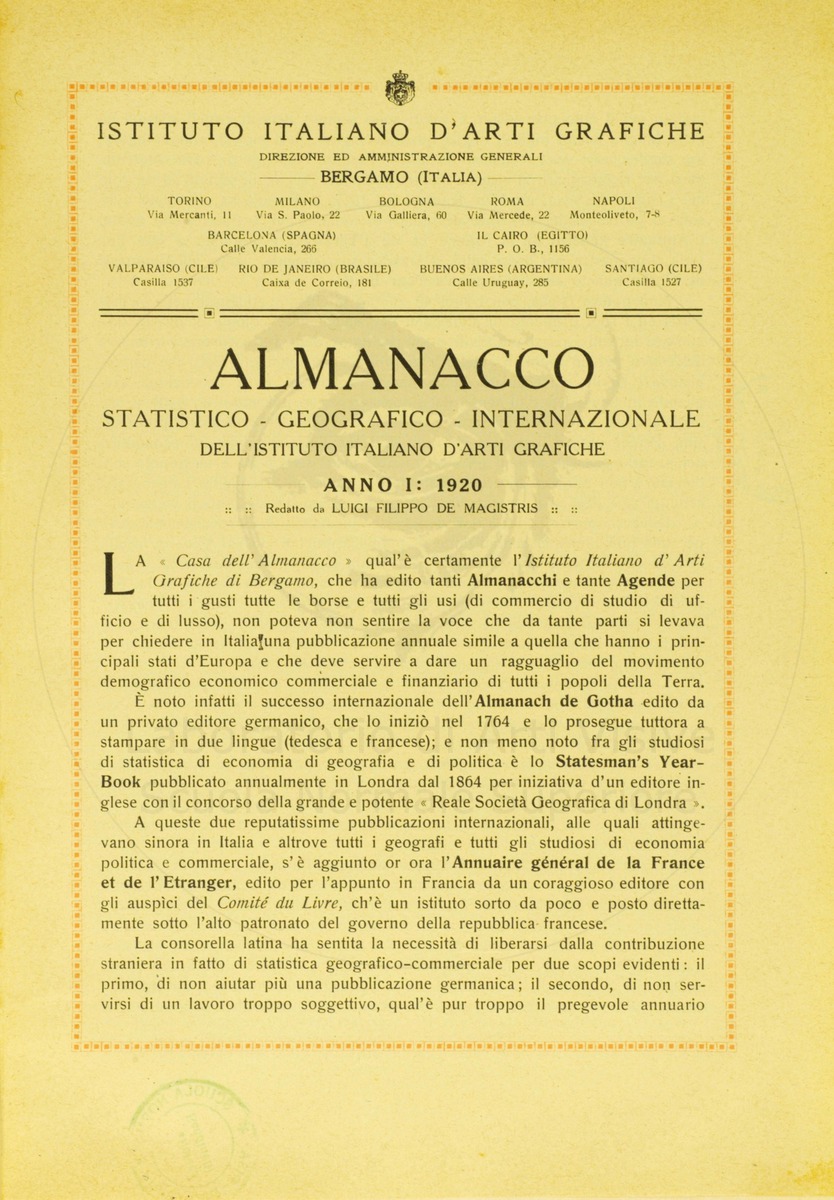 ISTITUTO ITALIANO D'ARTI GRAFICHE
DIREZIONE ED AMMINISTRAZIONE GENERALI
BERGAMO (ITALIA)
TORINO MILANO BOLOGNA ROMA NAPOLI
Via Mercanti, 11 Via S. Paolo, 22 Via Galliera, 60 Via Mercede, 22 Monteoliveto, 7-8
BARCELONA (SPAGNA) IL CAIRO (EGITTO)
Calle Valencia, 266 P. O. B., 1156
VALPARAISO (CILE) RIO DE JANEIRO (BRASILE) BUENOS AIRES (ARGENTINA) SANTIAGO (CILE)
Casilla 1537 Caixa de Correio, 181 Calle Uruguay, 285 Casilla 1527
ALMANACCO
STATISTICO - GEOGRAFICO - INTERNAZIONALE
DELL'ISTITUTO ITALIANO D'ARTI GRAFICHE
ANNO I: 1920
:: :: Redatto da LUIGI FILIPPO DE MAGISTRIS :: ::
LA « Casa dell'Almanacco » qual'è certamente l'Istituto Italiano d'Arti
Grafiche di Bergamo, che ha edito tanti Almanacchi e tante Agende per
tutti i gusti tutte le borse e tutti gli usi (di commercio di studio di uf-
ficio e di lusso), non poteva non sentire la voce che da tante parti si levava
per chiedere in Italia una pubblicazione annuale simile a quella che hanno i prin-
cipali stati d'Europa e che deve servire a dare un ragguaglio del movimento
demografico economico commerciale e finanziario di tutti i popoli della Terra.
È noto infatti il successo internazionale dell'Almanach de Gotha edito da
un privato editore germanico, che lo iniziò nel 1764 e lo prosegue tuttora a
stampare in due lingue (tedesca e francese); e non meno noto fra gli studiosi
di statistica di economia di geografia e di politica è lo Statesman's Year-
Book pubblicato annualmente in Londra dal 1864 per iniziativa d'un editore in-
glese con il concorso della grande e potente « Reale Società Geografica di Londra ».
A queste due reputatissime pubblicazioni internazionali, alle quali attinge-
vano sinora in Italia e altrove tutti i geografi e tutti gli studiosi di economia
politica e commerciale, s'è aggiunto or ora l'Annuaire général de la France
et de l'Etranger, edito per l'appunto in Francia da un coraggioso editore con
gli auspici del Comité du Livre, ch'è un istituto sorto da poco e posto diretta-
mente sotto l'alto patronato del governo della repubblica francese.
La consorella latina ha sentita la necessità di liberarsi dalla contribuzione
straniera in fatto di statistica geografico-commerciale per due scopi evidenti: il
primo, di non aiutar più una pubblicazione germanica; il secondo, di non ser-
virsi di un lavoro troppo soggettivo, qual'è pur troppo il pregevole annuario